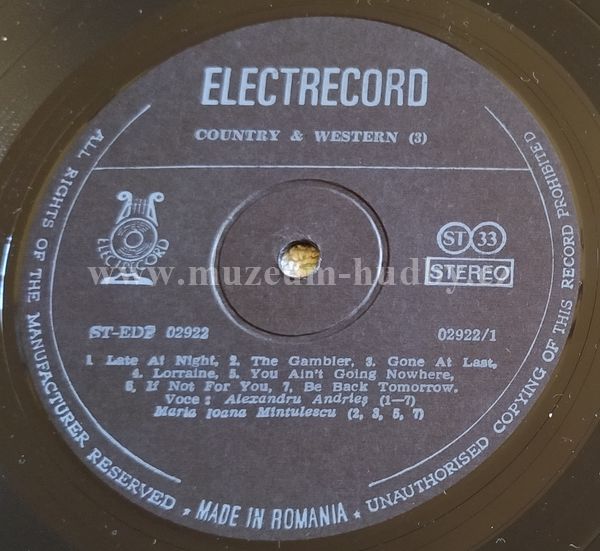 ELECTRECORD
COUNTRY & WESTERN (3)
ELECTRECORD
ST 33
STEREO
www.muzeum-hudby.cz
ST-EDE 02922
02922/1
1. Late At Night, 2. The Gambler, 3. Gone At Last,
4. Lorraine, 5. You Ain't Going Nowhere,
6. If Not For You, 7. Be Back Tomorrow.
Voce: Alexandru Andrieș (1—7)
Maria Ioana Mîntulescu (2, 3, 5, 7)
ALL RIGHTS OF THE MANUFACTURER RESERVED * MADE IN ROMANIA * UNAUTHORISED COPYING OF THIS RECORD PROHIBITED